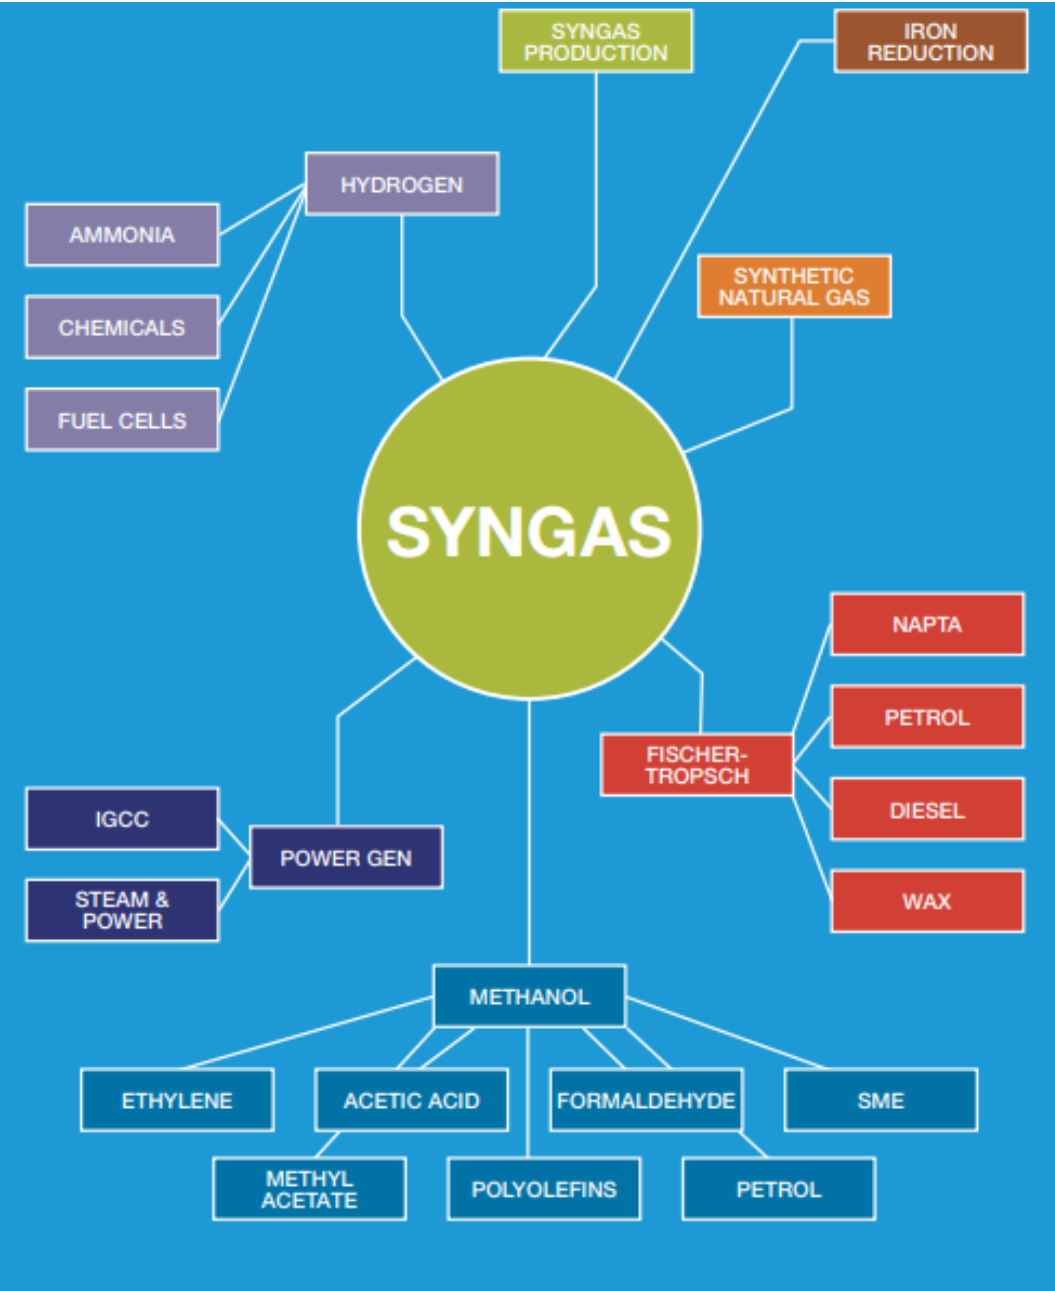 SYNGAS
PRODUCTION
IRON
REDUCTION
HYDROGEN
AMMONIA
CHEMICALS
FUEL CELLS
SYNTHETIC
NATURAL GAS
SYNGAS
NAPTA
PETROL
DIESEL
WAX
FISCHER-
TROPSCH
IGCC
STEAM &
POWER
POWER GEN
METHANOL
ETHYLENE
ACETIC ACID
FORMALDEHYDE
SME
METHYL
ACETATE
POLYOLEFINS
PETROL